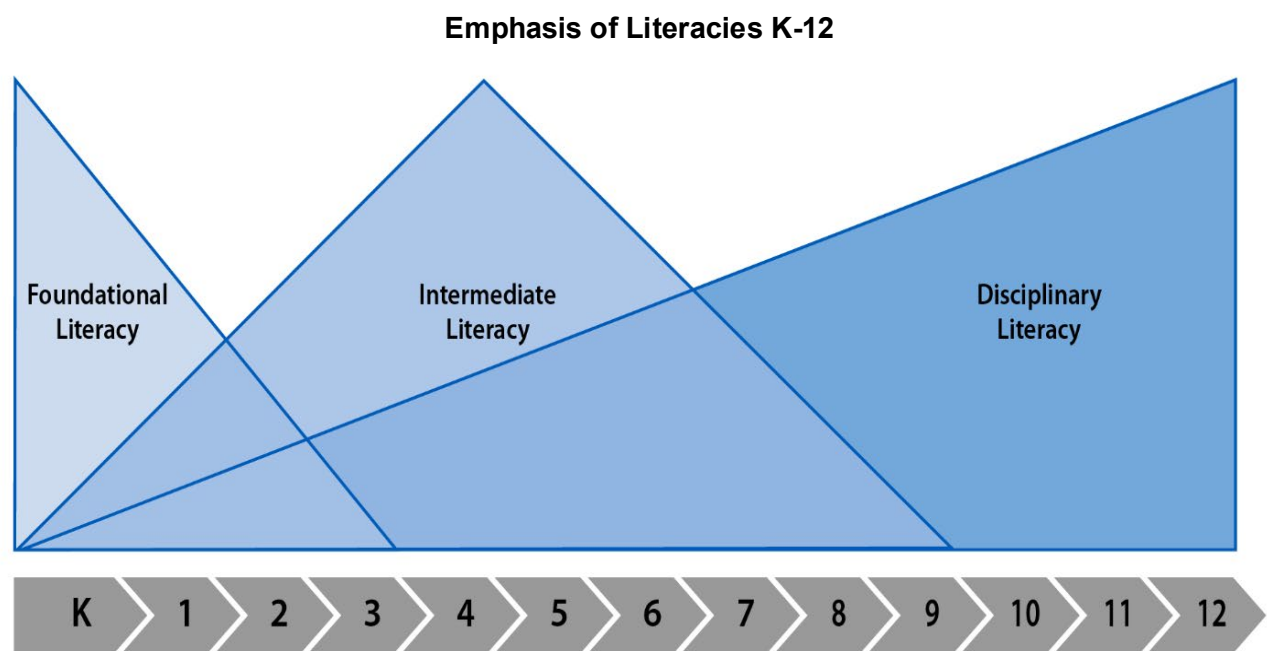 Emphasis of Literacies K-12
Foundational
Literacy
Intermediate
Literacy
Disciplinary
Literacy
K 1 2 3 4 5 6 7 8 9 10 11 12